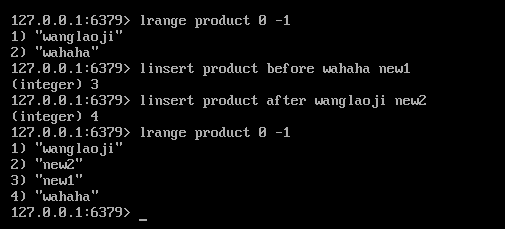 127.0.0.1:6379> lrange product 0 -1
1) "wanglaoji"
2) "wahaha"
127.0.0.1:6379> linsert product before wahaha new1
(integer) 3
127.0.0.1:6379> linsert product after wanglaoji new2
(integer) 4
127.0.0.1:6379> lrange product 0 -1
1) "wanglaoji"
2) "new2"
3) "new1"
4) "wahaha"
127.0.0.1:6379> _